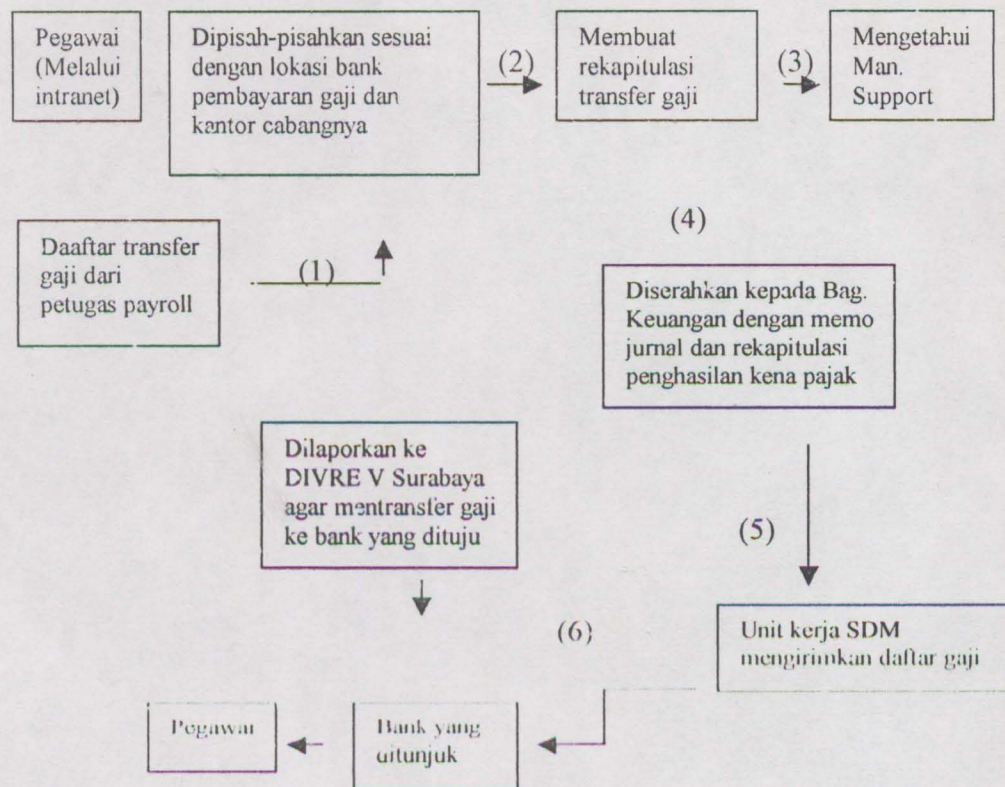 Pegawai
(Melalui
intranet)
Dipisah-pisahkan sesuai
dengan lokasi bank
pembayaran gaji dan
kantor cabangnya
(2)
Membuat
rekapitulasi
transfer gaji
(3)
Mengetahui
Man.
Support
Daaftar transfer
gaji dari
petugas payroll
(1)
(4)
Diserahkan kepada Bag.
Keuangan dengan memo
jurnal dan rekapitulasi
penghasilan kena pajak
Dilaporkan ke
DIVRE V Surabaya
agar mentransfer gaji
ke bank yang dituju
(5)
(6)
Unit kerja SDM
mengirimkan daftar gaji
Pegawai
Bank yang
ditunjuk